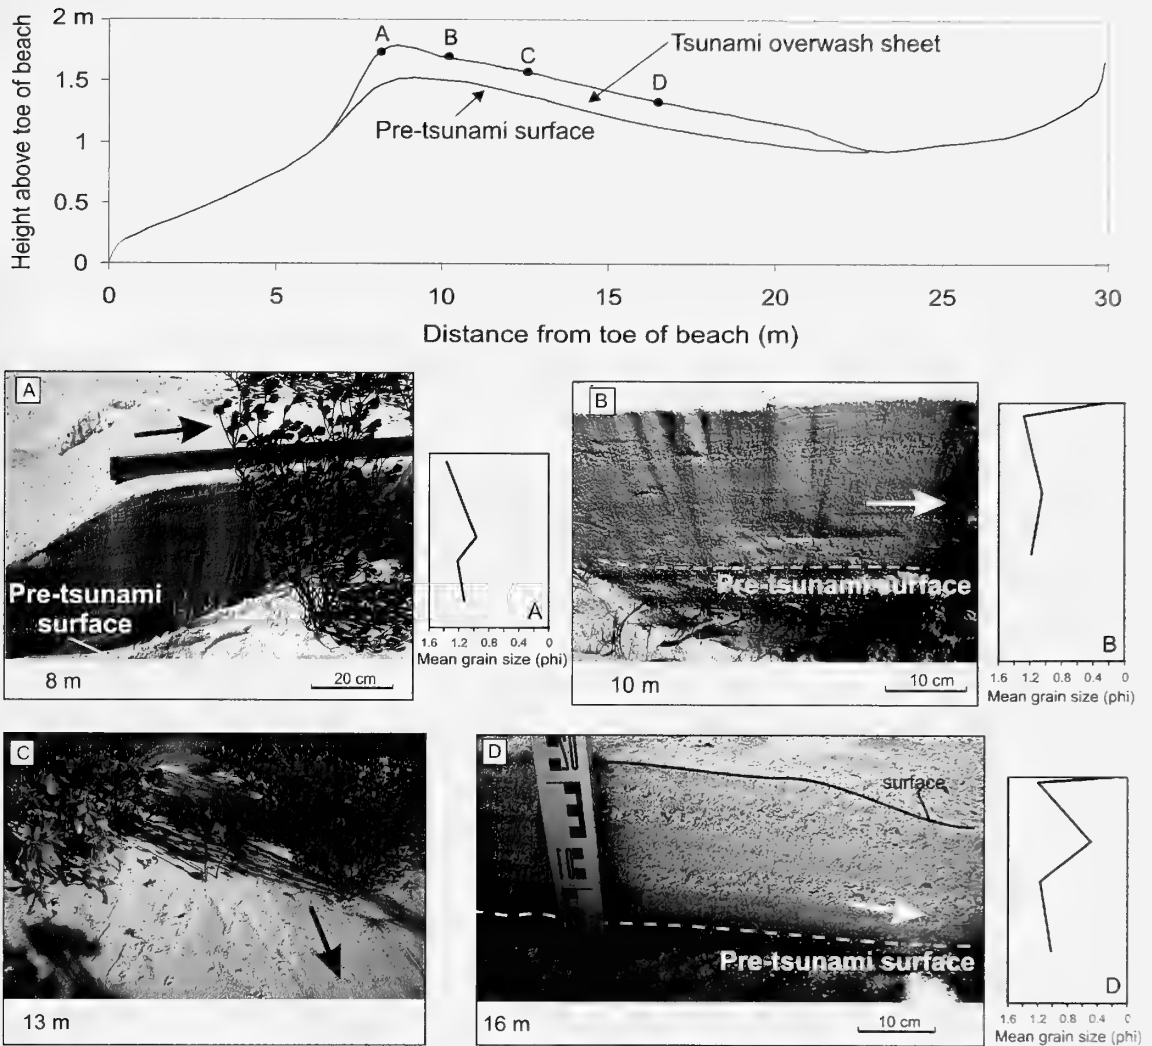 2 m
1.5
1
0.5
0
Height above toe of beach
A
B
C
D
Tsunami overwash sheet
Pre-tsunami surface
0
5
10
15
20
25
30
Distance from toe of beach (m)
A
Pre-tsunami
surface
8 m
20 cm
A
1.6 1.2 0.8 0.4 0
Mean grain size (phi)
B
Pre-tsunami surface
10 m
10 cm
B
1.6 1.2 0.8 0.4 0
Mean grain size (phi)
C
13 m
D
surface
Pre-tsunami surface
16 m
10 cm
D
1.6 1.2 0.8 0.4 0
Mean grain size (phi)